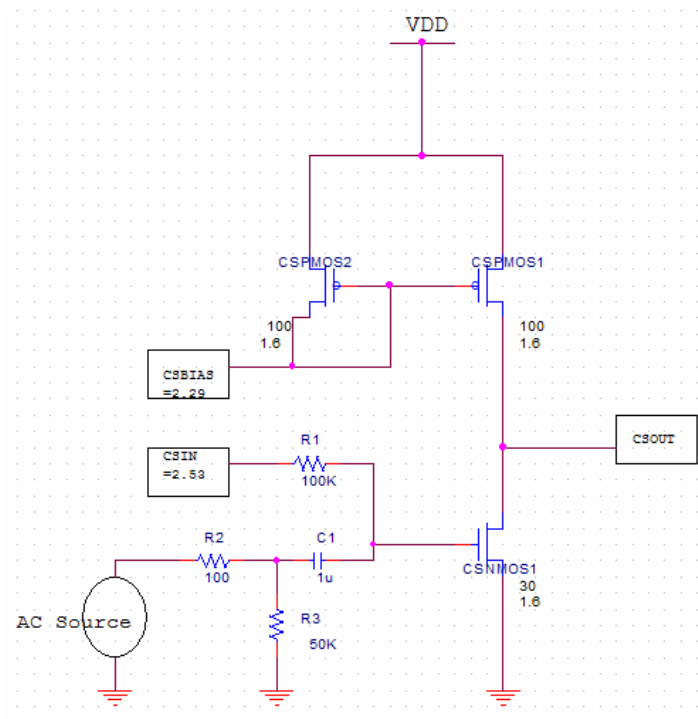 VDD
CSPMOS2
CSPMOS1
100
1.6
100
1.6
CSBIAS
=2.29
CSOUT
CSIN
=2.53
R1
100K
R2
100
C1
1u
CSNMOS1
30
1.6
AC Source
R3
50K